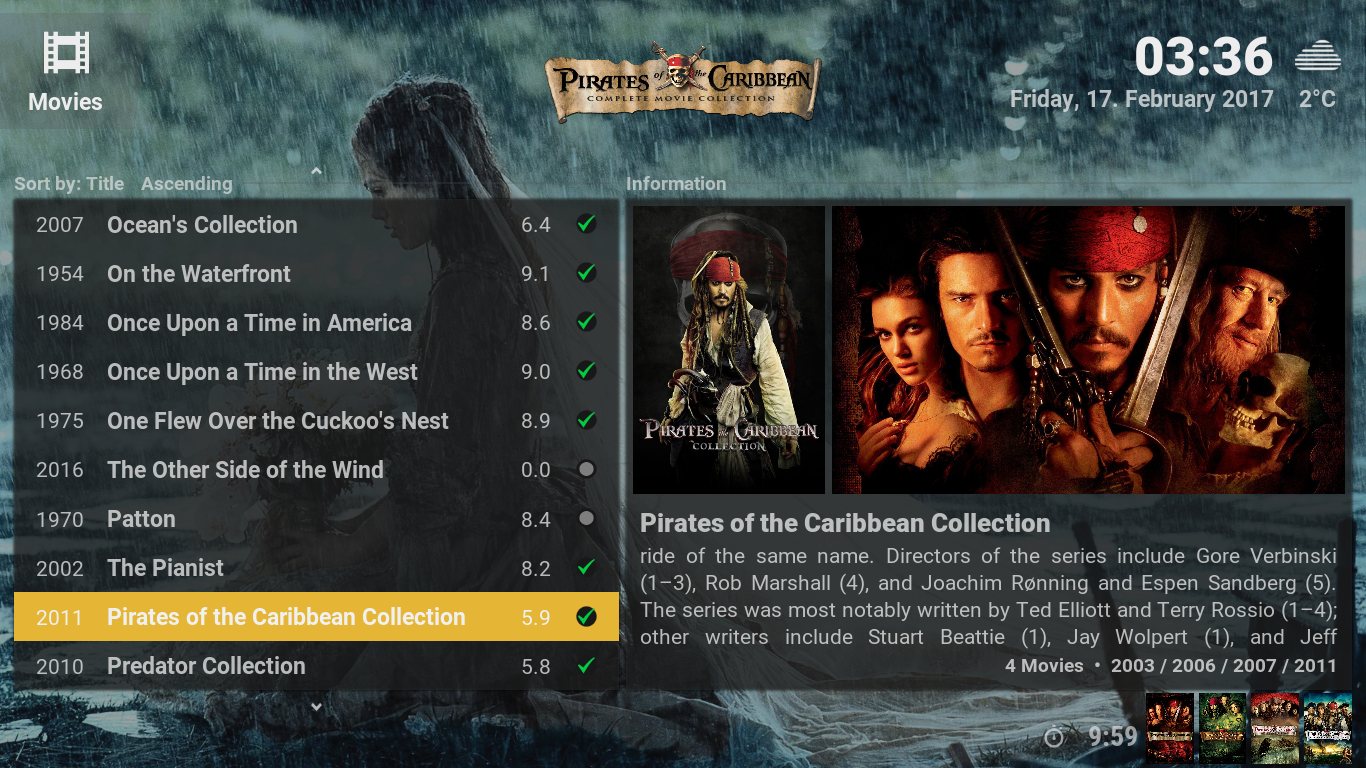 Movies
PIRATES of the CARIBBEAN
COMPLETE MOVIE COLLECTION
03:36
Friday, 17. February 2017 2°C
Sort by: Title Ascending
2007 Ocean's Collection 6.4
1954 On the Waterfront 9.1
1984 Once Upon a Time in America 8.6
1968 Once Upon a Time in the West 9.0
1975 One Flew Over the Cuckoo's Nest 8.9
2016 The Other Side of the Wind 0.0
1970 Patton 8.4
2002 The Pianist 8.2
2011 Pirates of the Caribbean Collection 5.9
2010 Predator Collection 5.8
Information
PIRATES of the CARIBBEAN
COLLECTION
Pirates of the Caribbean Collection
ride of the same name. Directors of the series include Gore Verbinski
(1–3), Rob Marshall (4), and Joachim Rønning and Espen Sandberg (5).
The series was most notably written by Ted Elliott and Terry Rossio (1–4);
other writers include Stuart Beattie (1), Jay Wolpert (1), and Jeff
4 Movies • 2003 / 2006 / 2007 / 2011
9:59